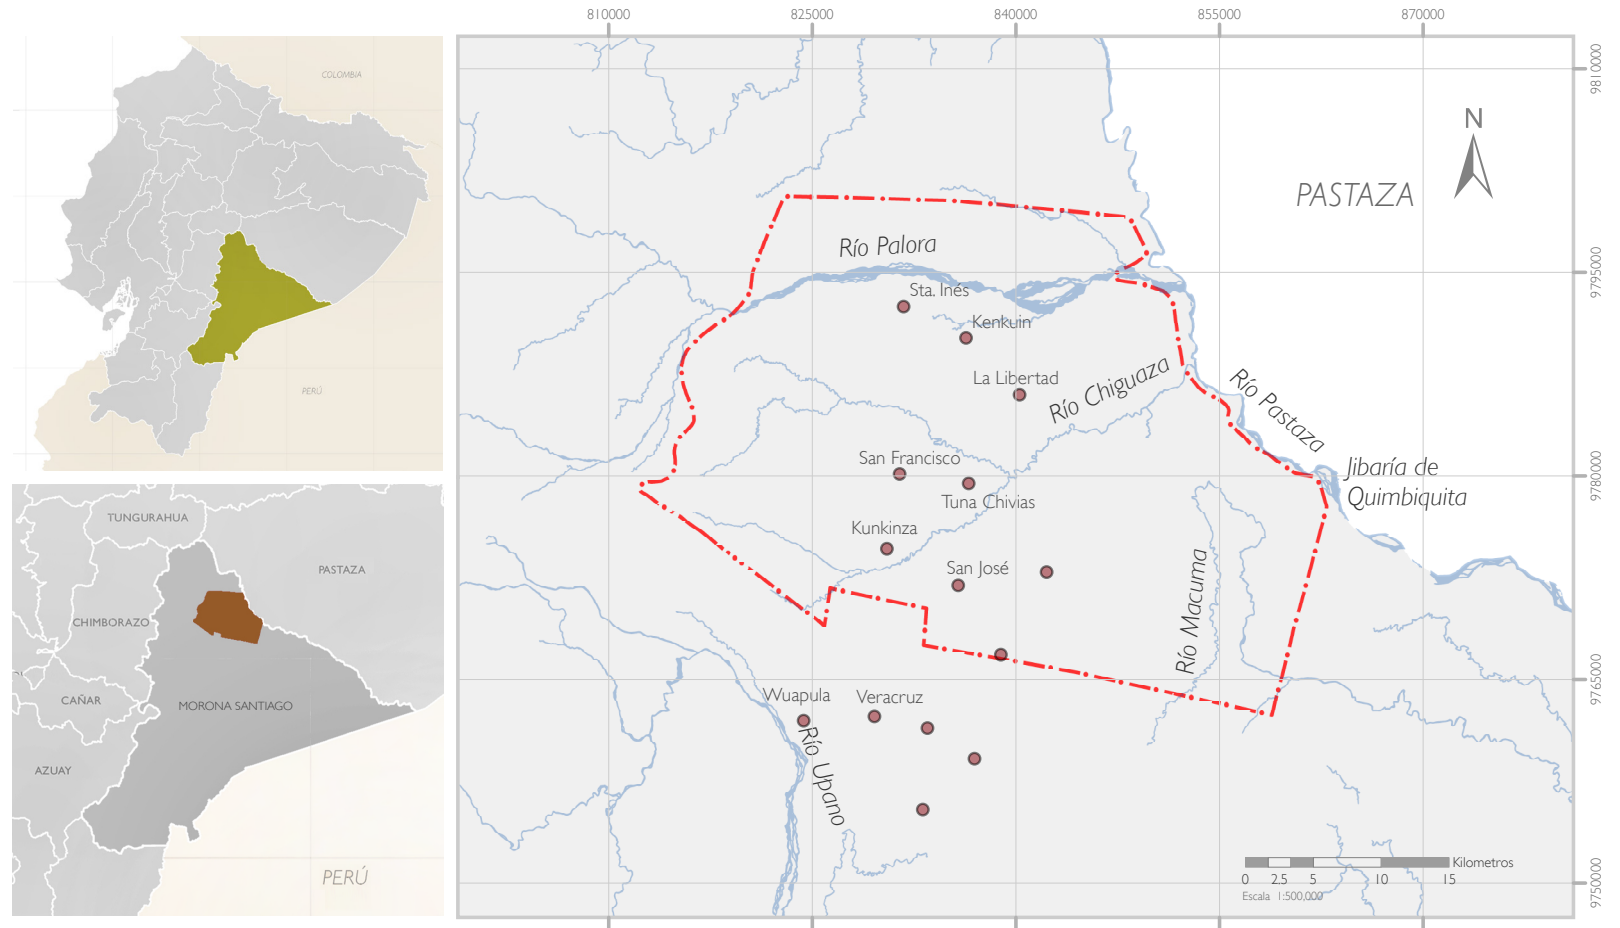 COLOMBIA
PERÚ
TUNGURAHUA
PASTAZA
CHIMBORAZO
CAÑAR
MORONA SANTIAGO
AZUAY
PERÚ
810000
825000
840000
855000
870000
9810000
9795000
9780000
9765000
9750000
N
PASTAZA
Río Palora
Sta. Inés
Kenkuin
La Libertad
Río Chiguaza
Río Pastaza
San Francisco
Jibaría de
Quimbiquita
Tuna Chivias
Kunkinza
San José
Río Macuma
Wuapula
Veracruz
Río Upano
Kilometros
0 2.5 5 10 15
Escala 1:500,000